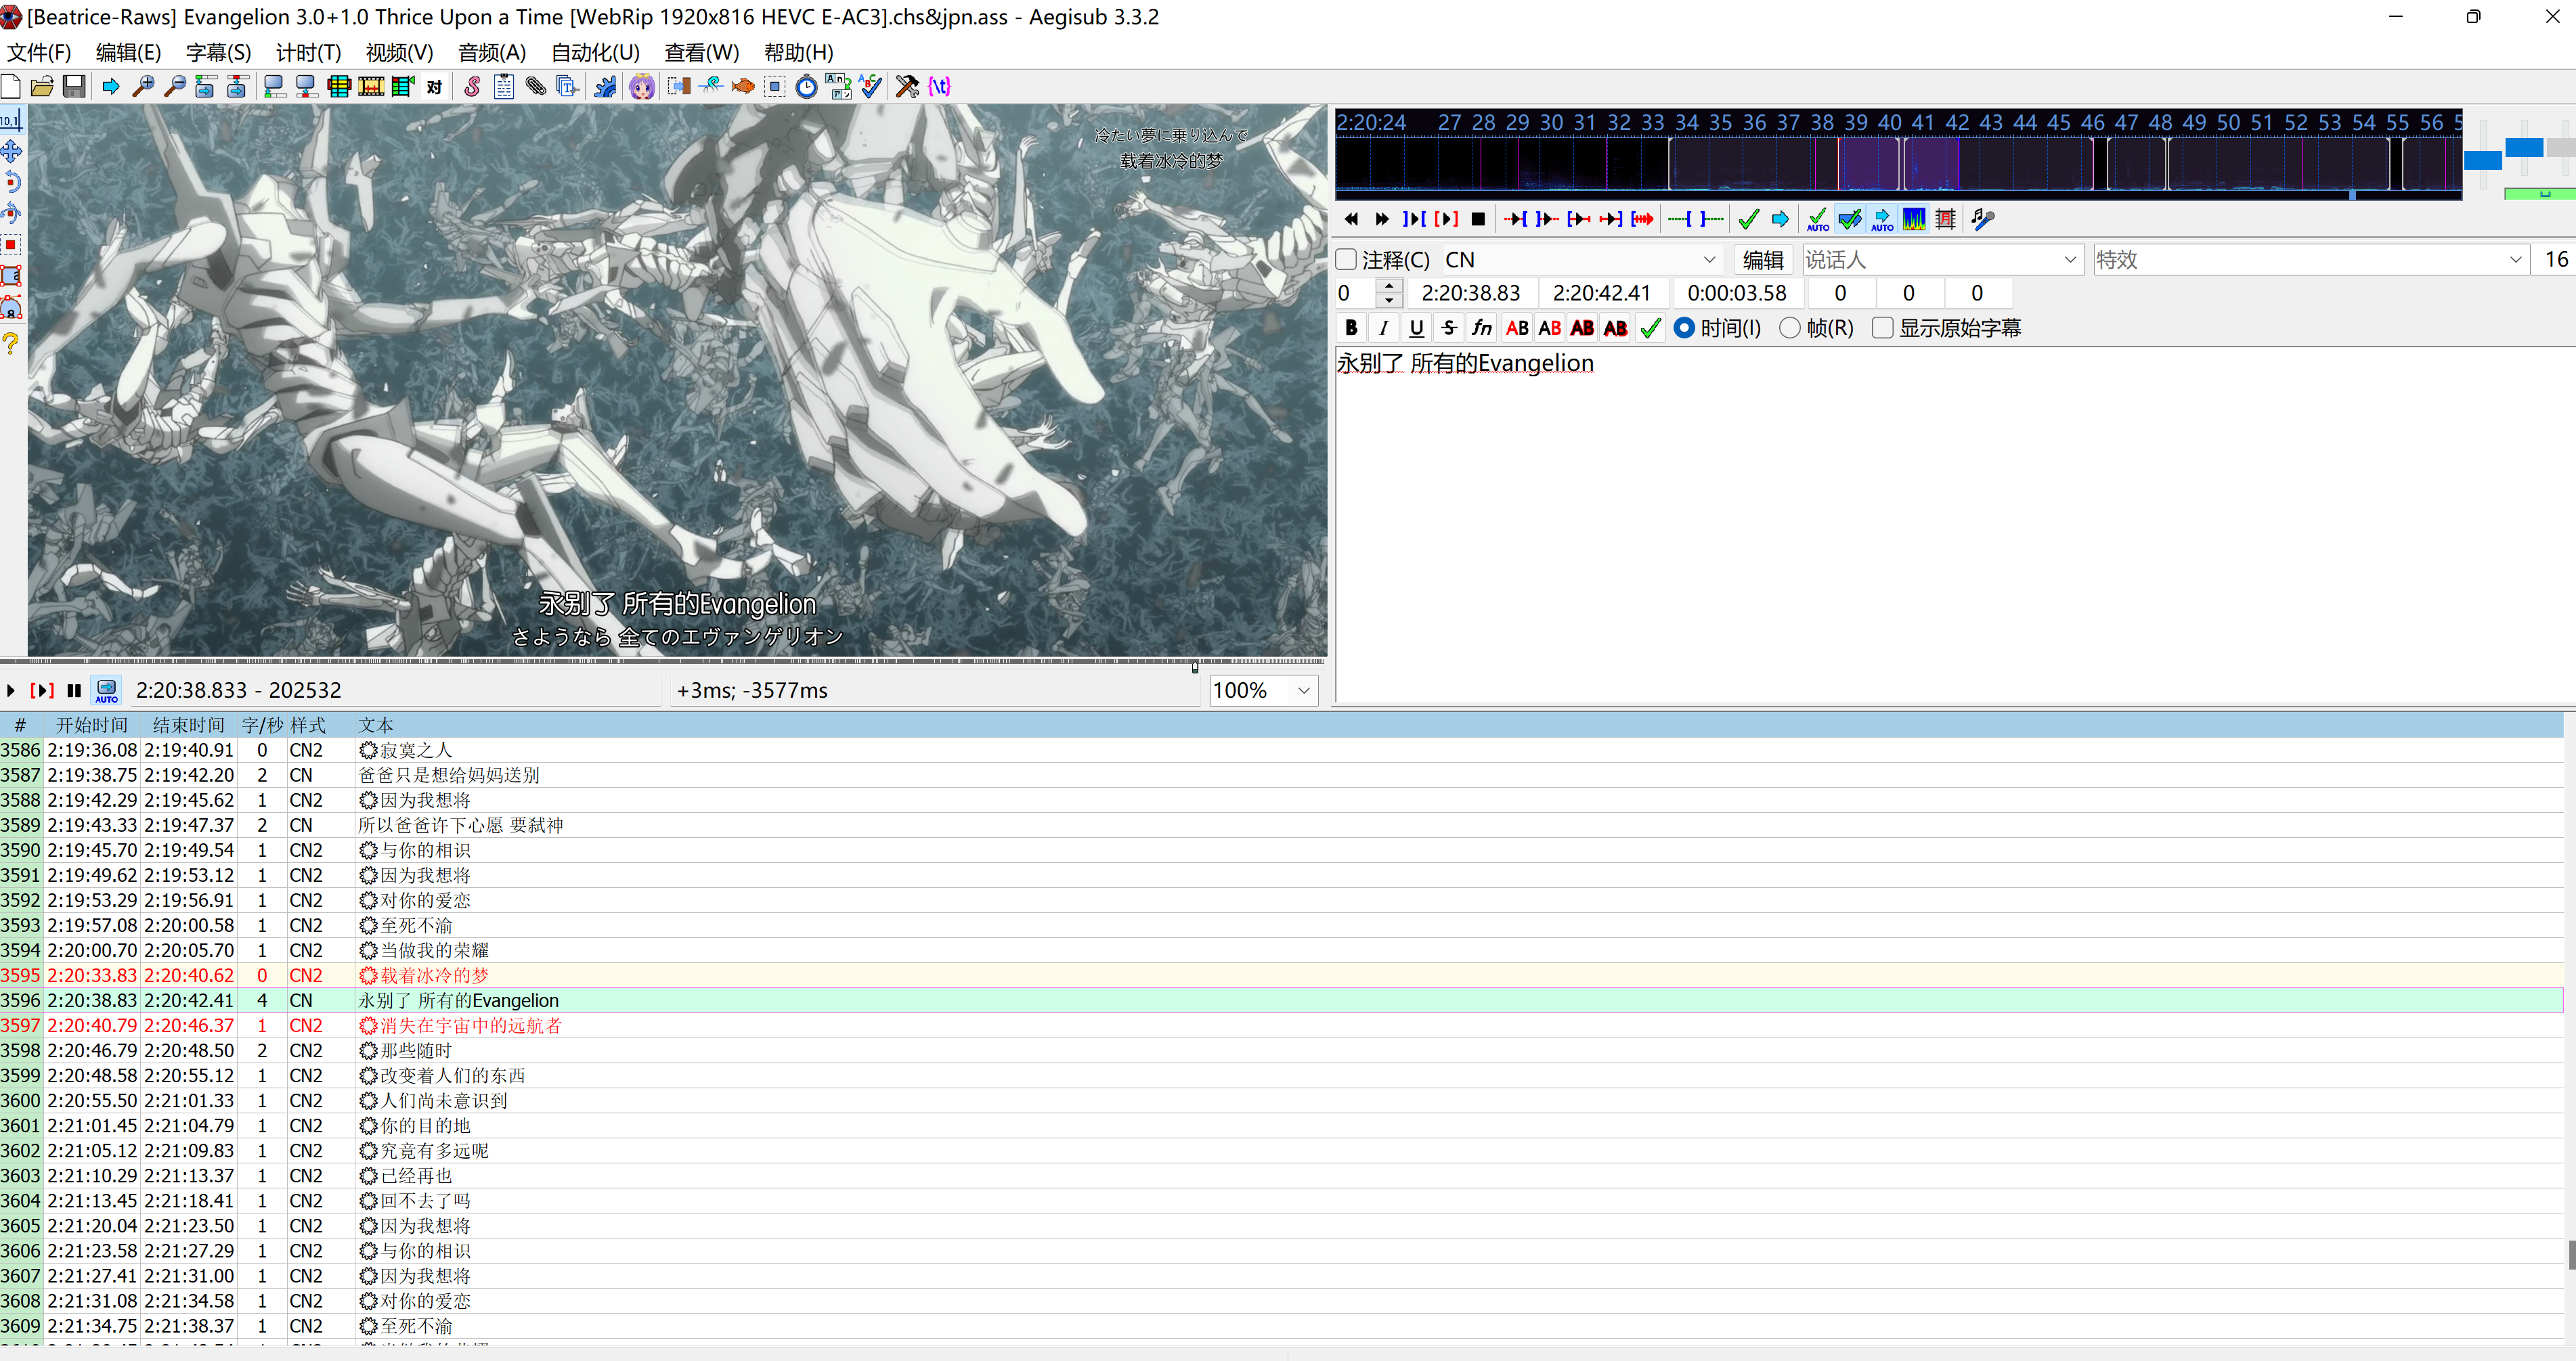 [Beatrice-Raws] Evangelion 3.0+1.0 Thrice Upon a Time [WebRip 1920x816 HEVC E-AC3].chs&jpn.ass - Aegisub 3.3.2
文件(F) 编辑(E) 字幕(S) 计时(T) 视频(V) 音频(A) 自动化(U) 查看(W) 帮助(H)
对
{\t}
冷たい夢に乗り込んで
载着冰冷的梦
永别了 所有的Evangelion
さようなら 全てのエヴァンゲリオン
2:20:24 27 28 29 30 31 32 33 34 35 36 37 38 39 40 41 42 43 44 45 46 47 48 49 50 51 52 53 54 55 56
AUTO AUTO
注释(C) CN 编辑 说话人 特效 16
0 2:20:38.83 2:20:42.41 0:00:03.58 0 0 0
B I U S fn AB AB AB AB 时间(I) 帧(R) 显示原始字幕
永别了 所有的Evangelion
AUTO 2:20:38.833 - 202532 +3ms; -3577ms 100%
# 开始时间 结束时间 字/秒 样式 文本
3586 2:19:36.08 2:19:40.91 0 CN2 寂寞之人
3587 2:19:38.75 2:19:42.20 2 CN 爸爸只是想给妈妈送别
3588 2:19:42.29 2:19:45.62 1 CN2 因为我想将
3589 2:19:43.33 2:19:47.37 2 CN 所以爸爸许下心愿 要弑神
3590 2:19:45.70 2:19:49.54 1 CN2 与你的相识
3591 2:19:49.62 2:19:53.12 1 CN2 因为我想将
3592 2:19:53.29 2:19:56.91 1 CN2 对你的爱恋
3593 2:19:57.08 2:20:00.58 1 CN2 至死不渝
3594 2:20:00.70 2:20:05.70 1 CN2 当做我的荣耀
3595 2:20:33.83 2:20:40.62 0 CN2 载着冰冷的梦
3596 2:20:38.83 2:20:42.41 4 CN 永别了 所有的Evangelion
3597 2:20:40.79 2:20:46.37 1 CN2 消失在宇宙中的远航者
3598 2:20:46.79 2:20:48.50 2 CN2 那些随时
3599 2:20:48.58 2:20:55.12 1 CN2 改变着人们的东西
3600 2:20:55.50 2:21:01.33 1 CN2 人们尚未意识到
3601 2:21:01.45 2:21:04.79 1 CN2 你的目的地
3602 2:21:05.12 2:21:09.83 1 CN2 究竟有多远呢
3603 2:21:10.29 2:21:13.37 1 CN2 已经再也
3604 2:21:13.45 2:21:18.41 1 CN2 回不去了吗
3605 2:21:20.04 2:21:23.50 1 CN2 因为我想将
3606 2:21:23.58 2:21:27.29 1 CN2 与你的相识
3607 2:21:27.41 2:21:31.00 1 CN2 因为我想将
3608 2:21:31.08 2:21:34.58 1 CN2 对你的爱恋
3609 2:21:34.75 2:21:38.37 1 CN2 至死不渝